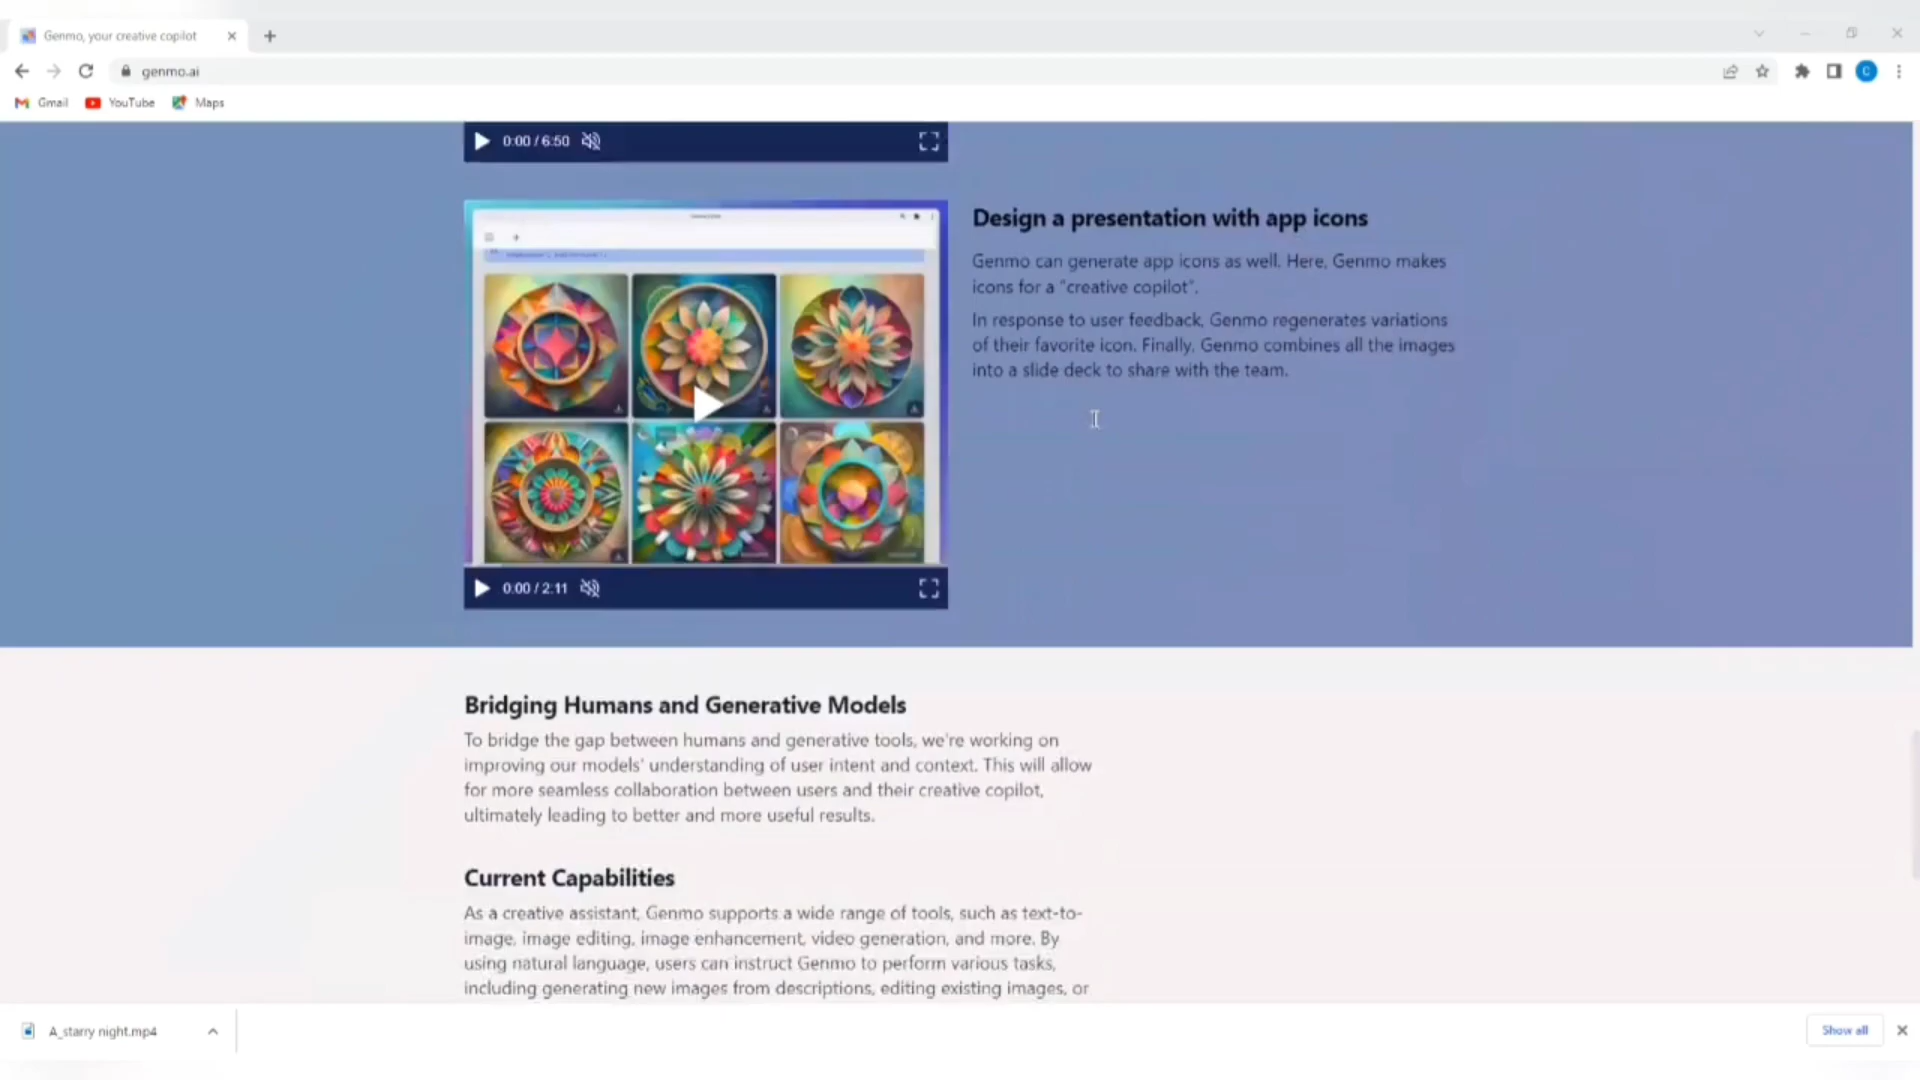 Genmo, your creative copilot
genmo.ai
Gmail YouTube Maps
0:00 / 6:50
Design a presentation with app icons
Genmo can generate app icons as well. Here, Genmo makes
icons for a "creative copilot".
In response to user feedback, Genmo regenerates variations
of their favorite icon. Finally, Genmo combines all the images
into a slide deck to share with the team.
0:00 / 2:11
Bridging Humans and Generative Models
To bridge the gap between humans and generative tools, we're working on
improving our models' understanding of user intent and context. This will allow
for more seamless collaboration between users and their creative copilot,
ultimately leading to better and more useful results.
Current Capabilities
As a creative assistant, Genmo supports a wide range of tools, such as text-to-
image, image editing, image enhancement, video generation, and more. By
using natural language, users can instruct Genmo to perform various tasks,
including generating new images from descriptions, editing existing images, or
A_starry night.mp4
Show all